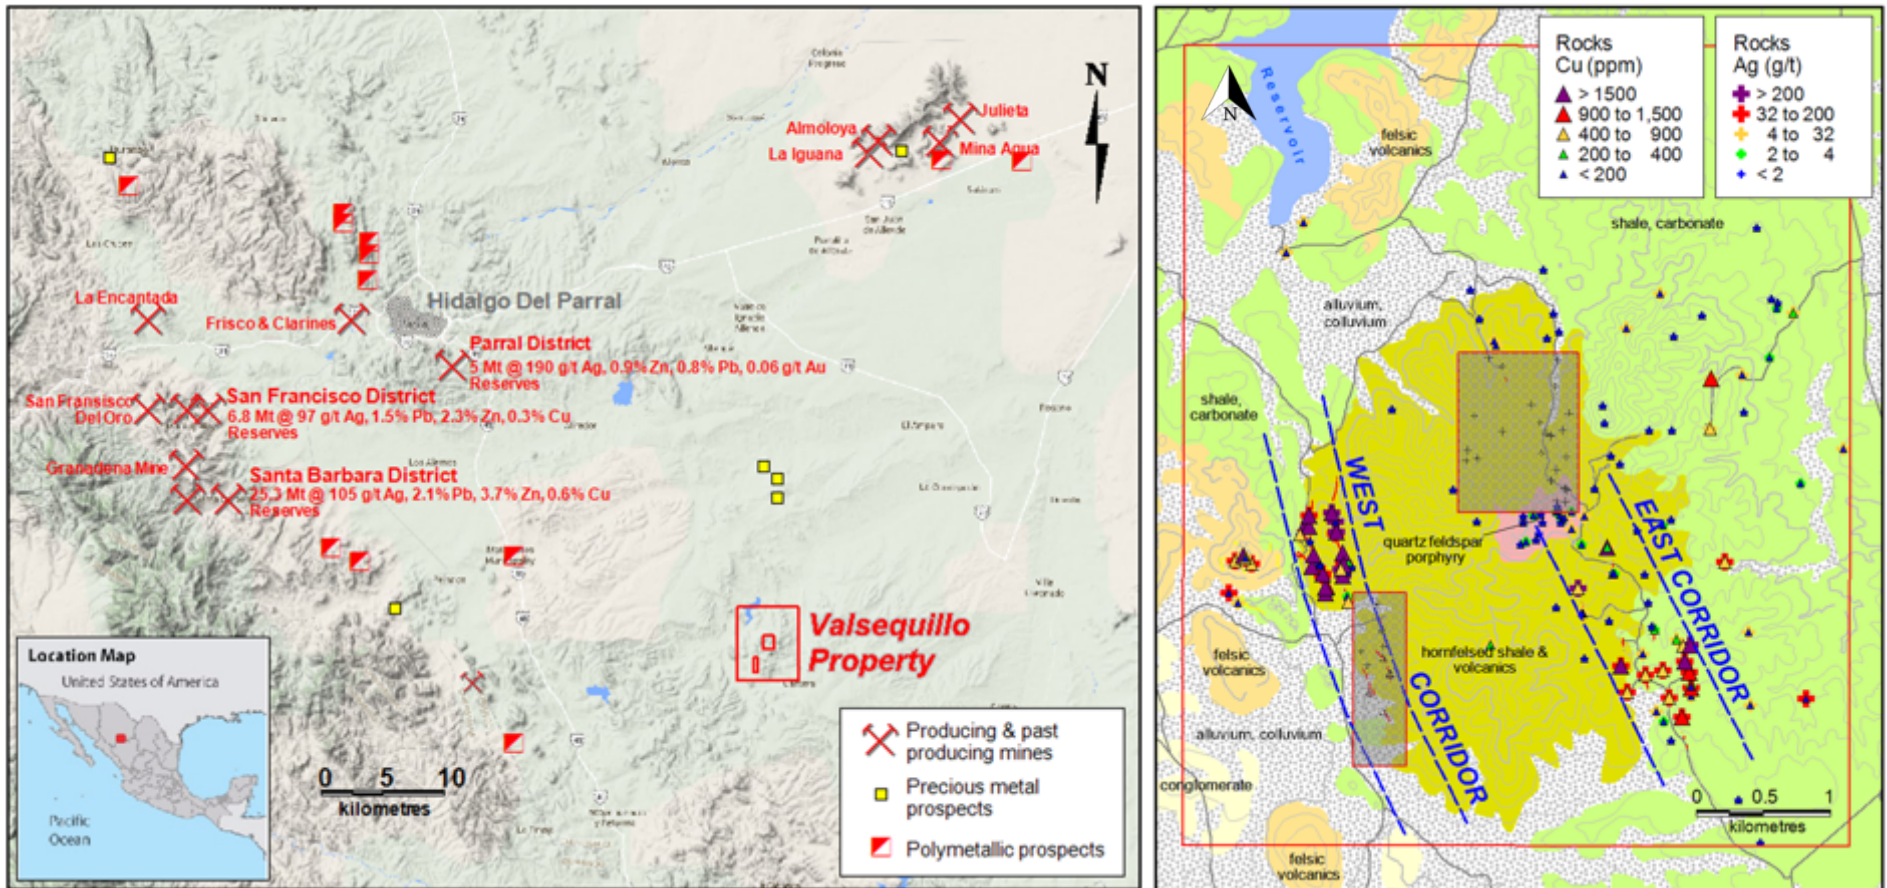 N
Julieta
Almoloya
La Iguana
Mina Agua
La Encantada
Hidalgo Del Parral
Frisco & Clarines
Parral District
5 Mt @ 190 g/t Ag, 0.9% Zn, 0.8% Pb, 0.06 g/t Au
Reserves
San Fransisco
Del Oro
San Francisco District
6.8 Mt @ 97 g/t Ag, 1.5% Pb, 2.3% Zn, 0.3% Cu
Reserves
Granadena Mine
Santa Barbara District
25.3 Mt @ 105 g/t Ag, 2.1% Pb, 3.7% Zn, 0.6% Cu
Reserves
San Juan
de Allende
Valsequillo
Property
Location Map
United States of America
Pacific
Ocean
0 5 10
kilometres
Producing & past
producing mines
Precious metal
prospects
Polymetallic prospects
N
Reservoir
felsic
volcanics
Rocks
Cu (ppm)
> 1500
900 to 1,500
400 to 900
200 to 400
< 200
Rocks
Ag (g/t)
> 200
32 to 200
4 to 32
2 to 4
< 2
shale, carbonate
alluvium,
colluvium
shale,
carbonate
WEST
CORRIDOR
quartz feldspar
porphyry
EAST CORRIDOR
hornfelsed shale &
volcanics
felsic
volcanics
alluvium, colluvium
conglomerate
felsic
volcanics
0 0.5 1
kilometres